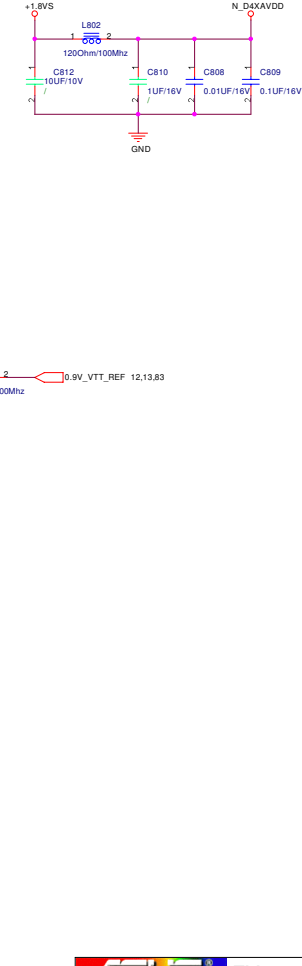 +1.8VS
N_D4XAVDD
L802
1 2
120Ohm/100Mhz
1 1 1 1
C812
10UF/10V
/
C810
1UF/16V
/
C808
0.01UF/16V
C809
0.1UF/16V
2 2 2 2
GND
2
0.9V_VTT_REF 12,13,83
00Mhz
®